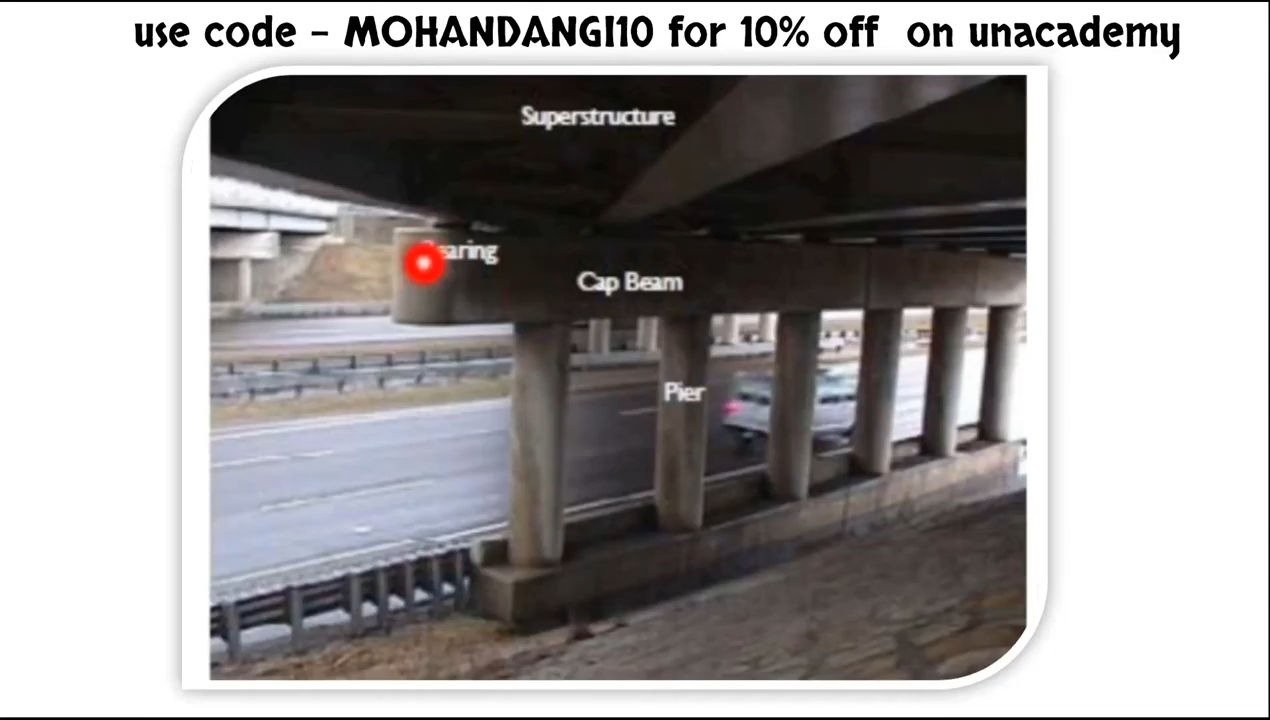 use code - MOHANDANGI10 for 10% off on unacademy
Superstructure
Cap Beam
Pier